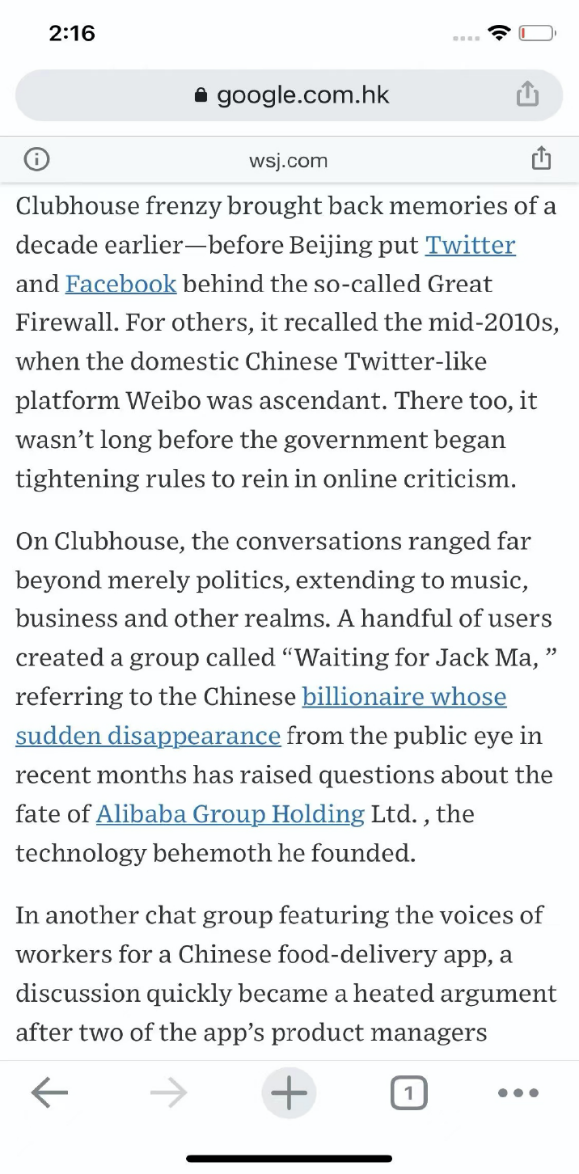 2:16
google.com.hk
wsj.com
Clubhouse frenzy brought back memories of a
decade earlier—before Beijing put Twitter
and Facebook behind the so-called Great
Firewall. For others, it recalled the mid-2010s,
when the domestic Chinese Twitter-like
platform Weibo was ascendant. There too, it
wasn’t long before the government began
tightening rules to rein in online criticism.
On Clubhouse, the conversations ranged far
beyond merely politics, extending to music,
business and other realms. A handful of users
created a group called “Waiting for Jack Ma, ”
referring to the Chinese billionaire whose
sudden disappearance from the public eye in
recent months has raised questions about the
fate of Alibaba Group Holding Ltd. , the
technology behemoth he founded.
In another chat group featuring the voices of
workers for a Chinese food-delivery app, a
discussion quickly became a heated argument
after two of the app’s product managers
1